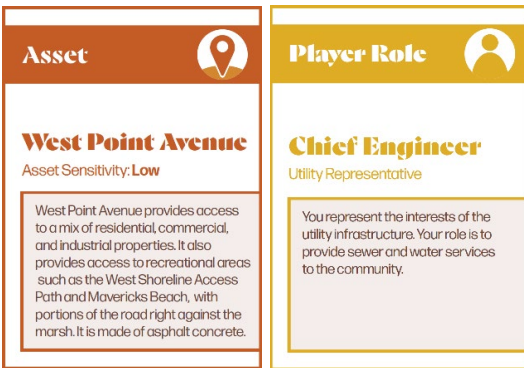 Asset
West Point Avenue
Asset Sensitivity: Low
West Point Avenue provides access
to a mix of residential, commercial,
and industrial properties. It also
provides access to recreational areas
such as the West Shoreline Access
Path and Mavericks Beach, with
portions of the road right against the
marsh. It is made of asphalt concrete.
Player Role
Chief Engineer
Utility Representative
You represent the interests of the
utility infrastructure. Your role is to
provide sewer and water services
to the community.